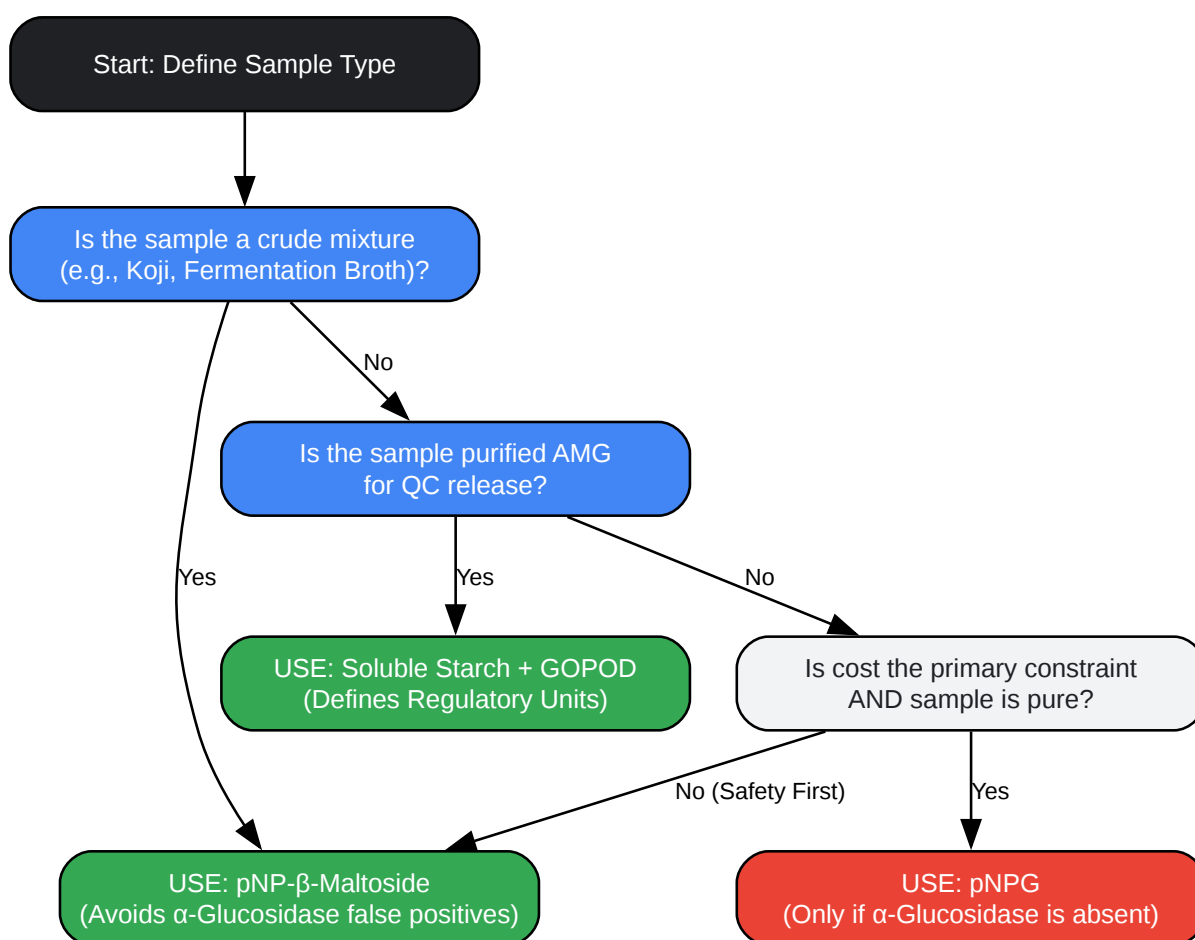 Start: Define Sample Type
Is the sample a crude mixture
(e.g., Koji, Fermentation Broth)?
No
Is the sample purified AMG
for QC release?
Yes
Yes
No
USE: Soluble Starch + GOPOD
(Defines Regulatory Units)
Is cost the primary constraint
AND sample is pure?
No (Safety First)
Yes
USE: pNP-β-Maltoside
(Avoids α-Glucosidase false positives)
USE: pNPG
(Only if α-Glucosidase is absent)